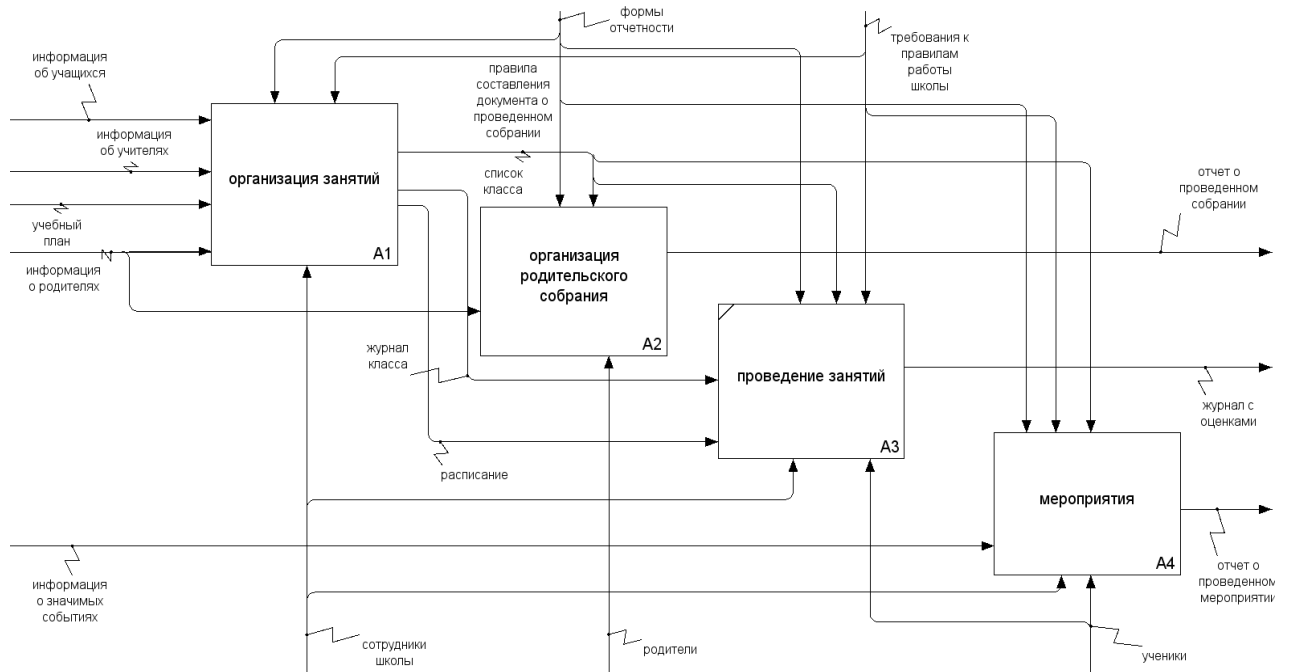 формы
отчетности
требования к
правилам
работы
школы
информация
об учащихся
правила
составления
документа о
проведенном
собрании
информация
об учителях
организация занятий
A1
список
класса
отчет о
проведенном
собрании
учебный
план
информация
о родителях
организация
родительского
собрания
A2
журнал
класса
проведение занятий
A3
журнал с
оценками
расписание
мероприятия
A4
информация
о значимых
событиях
отчет о
проведенном
мероприятии
сотрудники
школы
родители
ученики